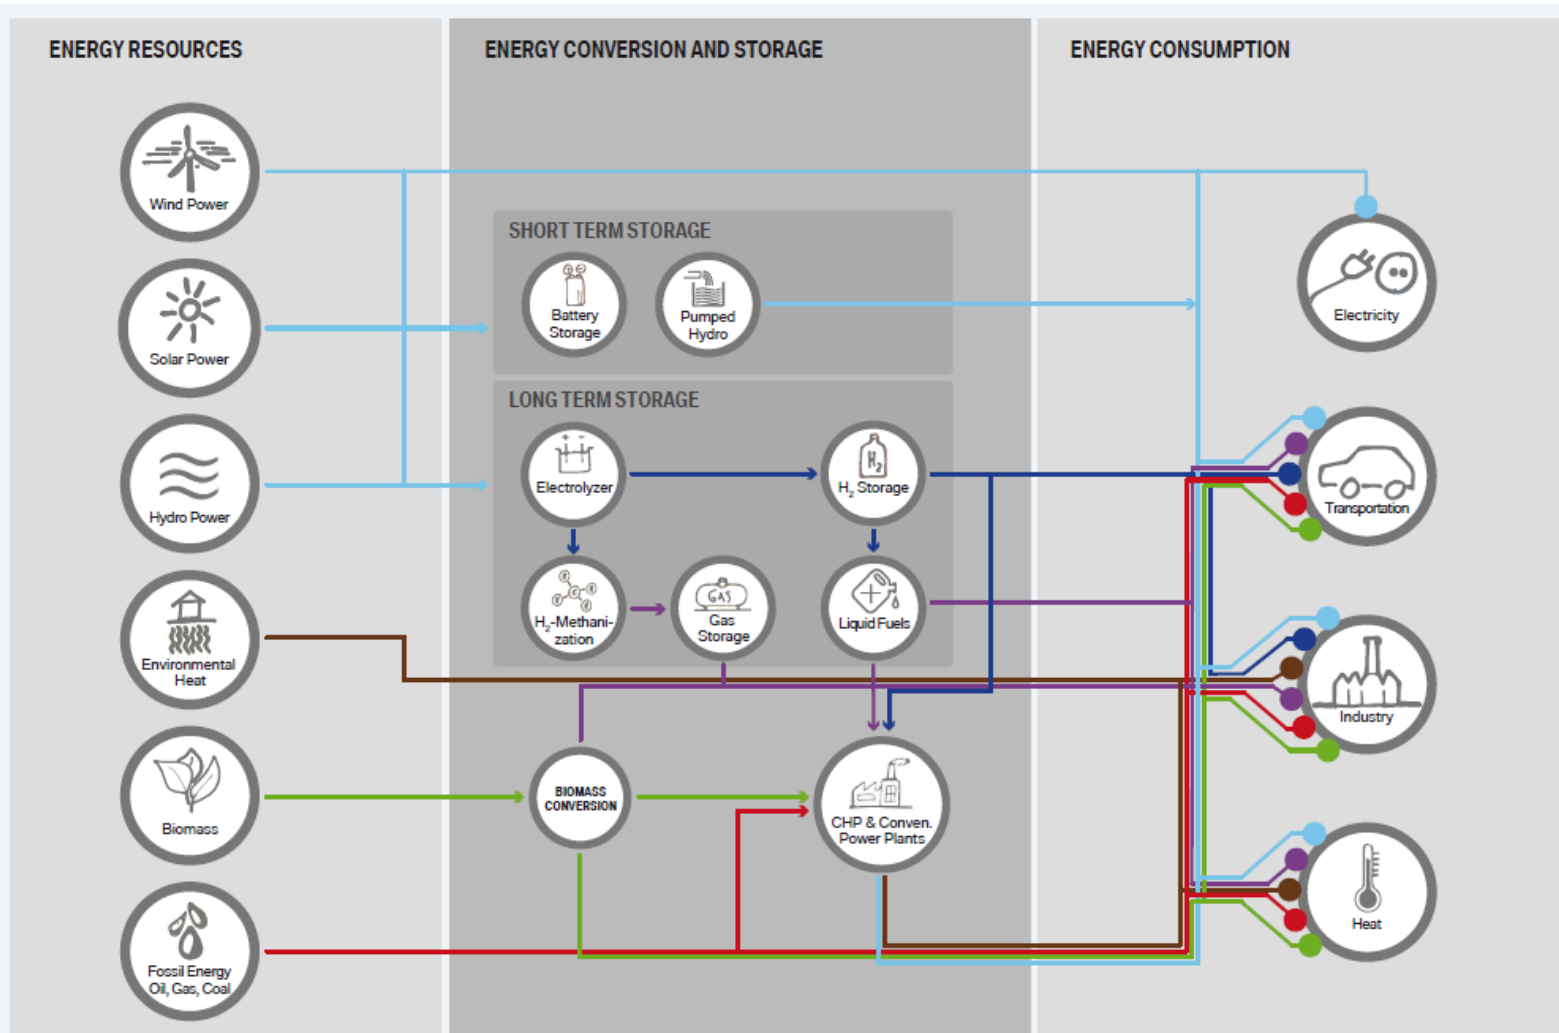 ENERGY RESOURCES
Wind Power
Solar Power
Hydro Power
Environmental
Heat
Biomass
Fossil Energy
Oil, Gas, Coal
ENERGY CONVERSION AND STORAGE
SHORT TERM STORAGE
Battery
Storage
Pumped
Hydro
LONG TERM STORAGE
+ -
Electrolyzer
H₂
H₂ Storage
H₂-Methani-
zation
GAS
Gas
Storage
Liquid Fuels
BIOMASS
CONVERSION
CHP & Conven.
Power Plants
ENERGY CONSUMPTION
Electricity
Transportation
Industry
Heat